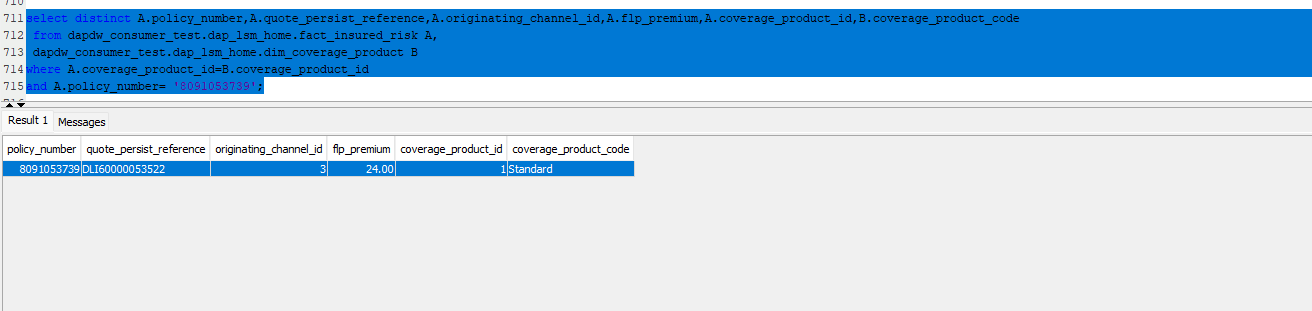 711 select distinct A.policy_number,A.quote_persist_reference,A.originating_channel_id,A.flp_premium,A.coverage_product_id,B.coverage_product_code
712 from dapdw_consumer_test.dap_lsm_home.fact_insured_risk A,
713 dapdw_consumer_test.dap_lsm_home.dim_coverage_product B
714 where A.coverage_product_id=B.coverage_product_id
715 and A.policy_number= '8091053739';
Result 1 Messages
policy_number quote_persist_reference originating_channel_id flp_premium coverage_product_id coverage_product_code
8091053739 DLI60000053522 3 24.00 1 Standard